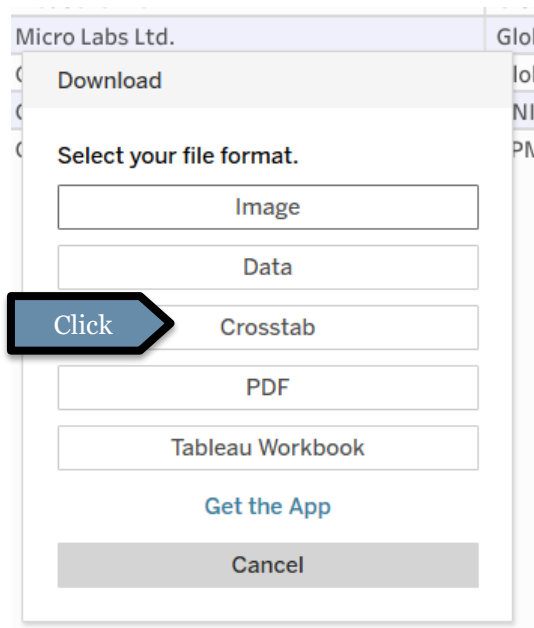 Micro Labs Ltd. Glo
Download
Select your file format.
Image
Data
Click
Crosstab
PDF
Tableau Workbook
Get the App
Cancel